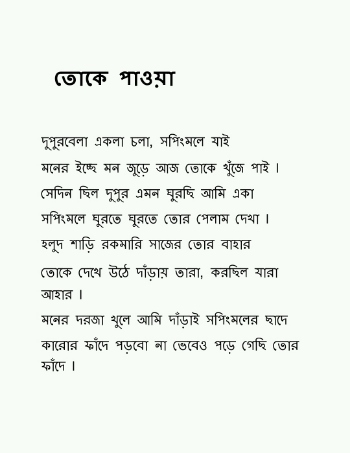 তোকে পাওয়া
দুপুরবেলা একলা চলা, সপিংমলে যাই
মনের ইচ্ছে মন জুড়ে আজ তোকে খুঁজে পাই ।
সেদিন ছিল দুপুর এমন ঘুরছি আমি একা
সপিংমলে ঘুরতে ঘুরতে তোর পেলাম দেখা ।
হলুদ শাড়ি রকমারি সাজের তোর বাহার
তোকে দেখে উঠে দাঁড়ায় তারা, করছিল যারা
আহার ।
মনের দরজা খুলে আমি দাঁড়াই সপিংমলের ছাদে
কারোর ফাঁদে পড়বো না ভেবেও পড়ে গেছি তোর
ফাঁদে ।